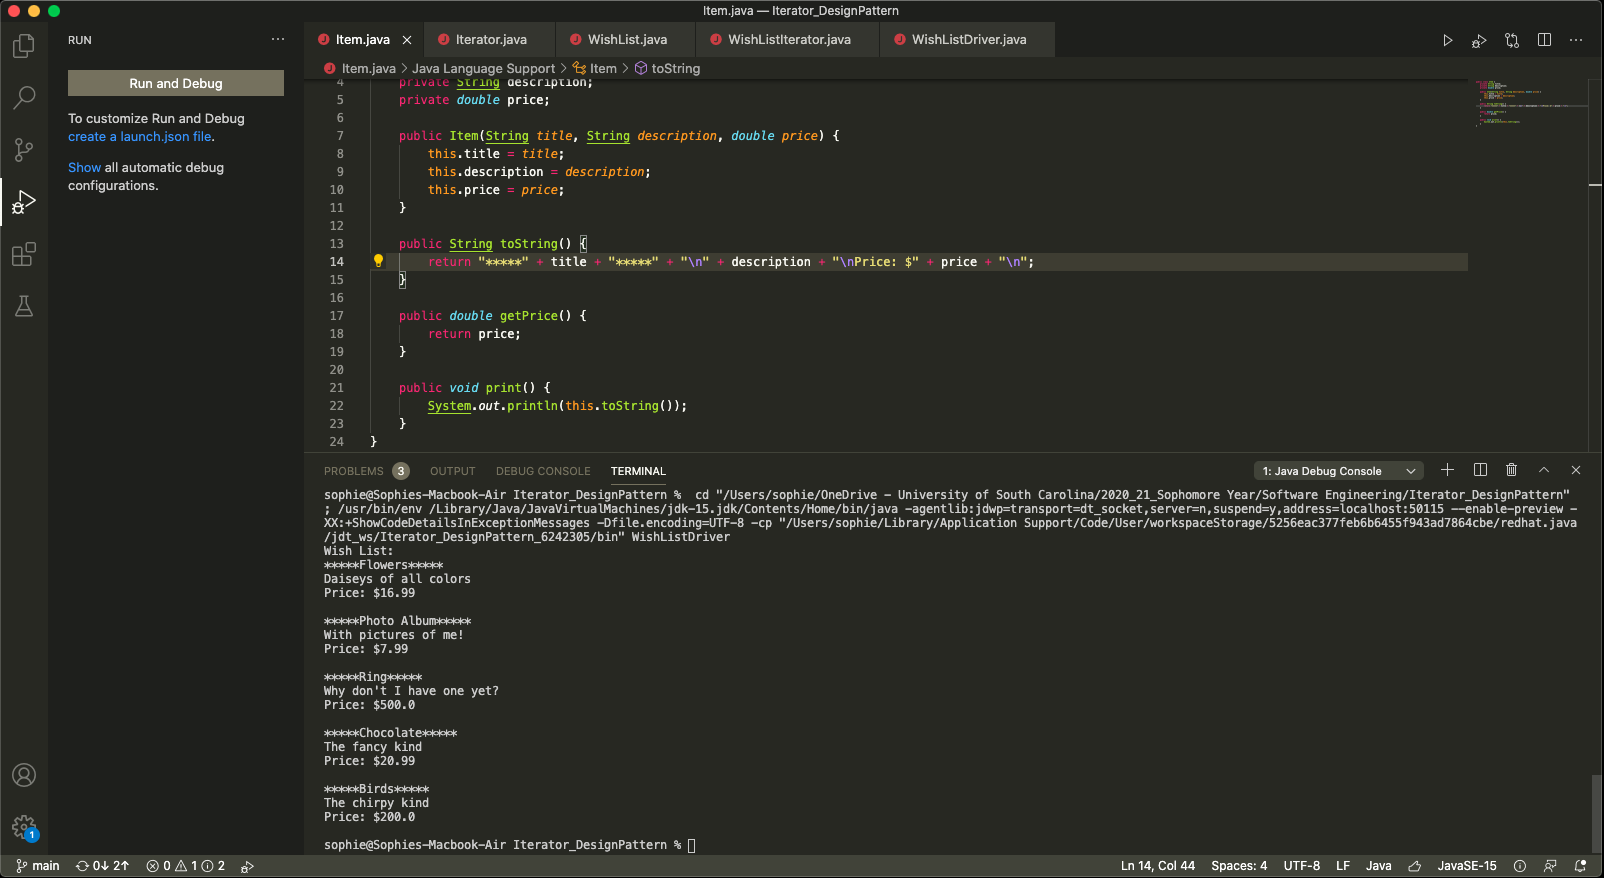 Item.java — Iterator_DesignPattern
RUN ···
Item.java × Iterator.java WishList.java WishListIterator.java WishListDriver.java
Item.java > Java Language Support > Item > toString
Run and Debug
To customize Run and Debug
create a launch.json file.
Show all automatic debug
configurations.
4 private String description;
5 private double price;
6
7 public Item(String title, String description, double price) {
8 this.title = title;
9 this.description = description;
10 this.price = price;
11 }
12
13 public String toString() {
14 return "*****" + title + "*****" + "\n" + description + "\nPrice: $" + price + "\n";
15 }
16
17 public double getPrice() {
18 return price;
19 }
20
21 public void print() {
22 System.out.println(this.toString());
23 }
24 }
PROBLEMS 3 OUTPUT DEBUG CONSOLE TERMINAL 1: Java Debug Console
sophie@Sophies-Macbook-Air Iterator_DesignPattern %  cd "/Users/sophie/OneDrive - University of South Carolina/2020_21_Sophomore Year/Software Engineering/Iterator_DesignPattern"
; /usr/bin/env /Library/Java/JavaVirtualMachines/jdk-15.jdk/Contents/Home/bin/java -agentlib:jdwp=transport=dt_socket,server=n,suspend=y,address=localhost:50115 --enable-preview -
XX:+ShowCodeDetailsInExceptionMessages -Dfile.encoding=UTF-8 -cp "/Users/sophie/Library/Application Support/Code/User/workspaceStorage/5256eac377feb6b6455f943ad7864cbe/redhat.java
/jdt_ws/Iterator_DesignPattern_6242305/bin" WishListDriver
Wish List:
*****Flowers*****
Daiseys of all colors
Price: $16.99
*****Photo Album*****
With pictures of me!
Price: $7.99
*****Ring*****
Why don't I have one yet?
Price: $500.0
*****Chocolate*****
The fancy kind
Price: $20.99
*****Birds*****
The chirpy kind
Price: $200.0
sophie@Sophies-Macbook-Air Iterator_DesignPattern %
1
main 0↓ 2↑ 0 1 2 Ln 14, Col 44 Spaces: 4 UTF-8 LF Java JavaSE-15